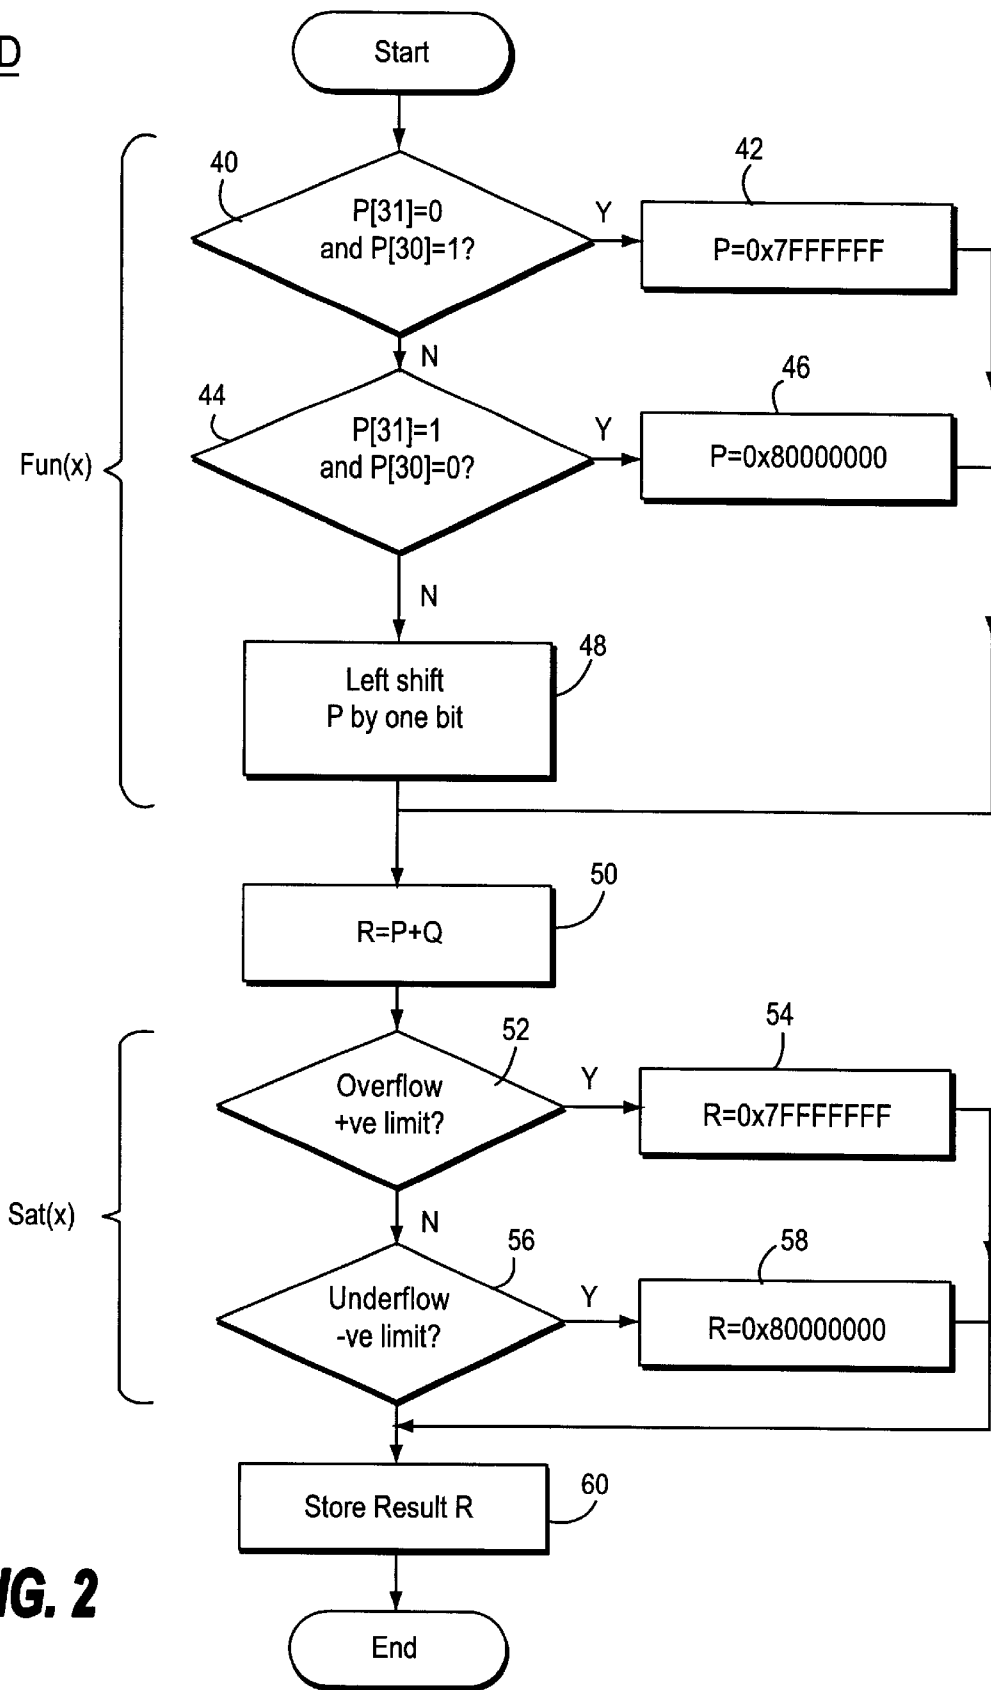 D
Start
40
P[31]=0
and P[30]=1?
Y
42
P=0x7FFFFFF
N
44
P[31]=1
and P[30]=0?
Y
46
P=0x80000000
Fun(x)
N
48
Left shift
P by one bit
50
R=P+Q
52
Overflow
+ve limit?
Y
54
R=0x7FFFFFFF
Sat(x)
N
56
Underflow
-ve limit?
Y
58
R=0x80000000
Store Result R
60
IG. 2
End